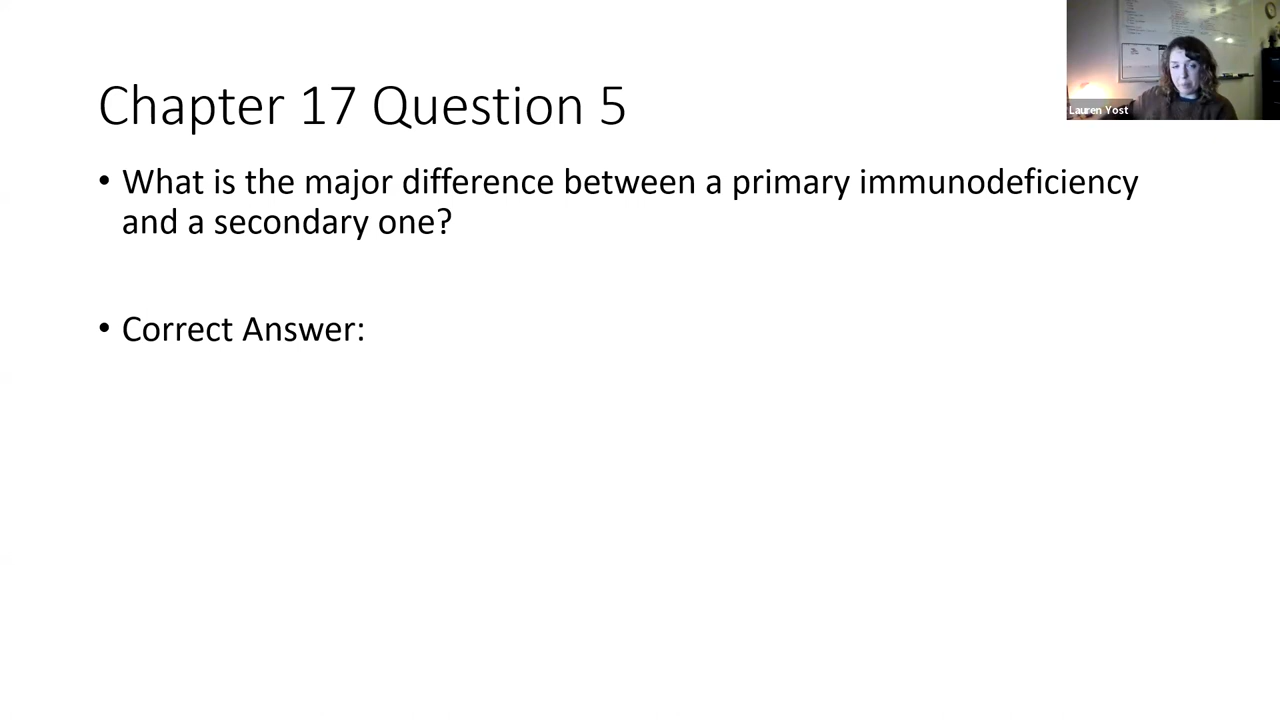 Chapter 17 Question 5
Lauren Yost
• What is the major difference between a primary immunodeficiency
and a secondary one?
• Correct Answer: